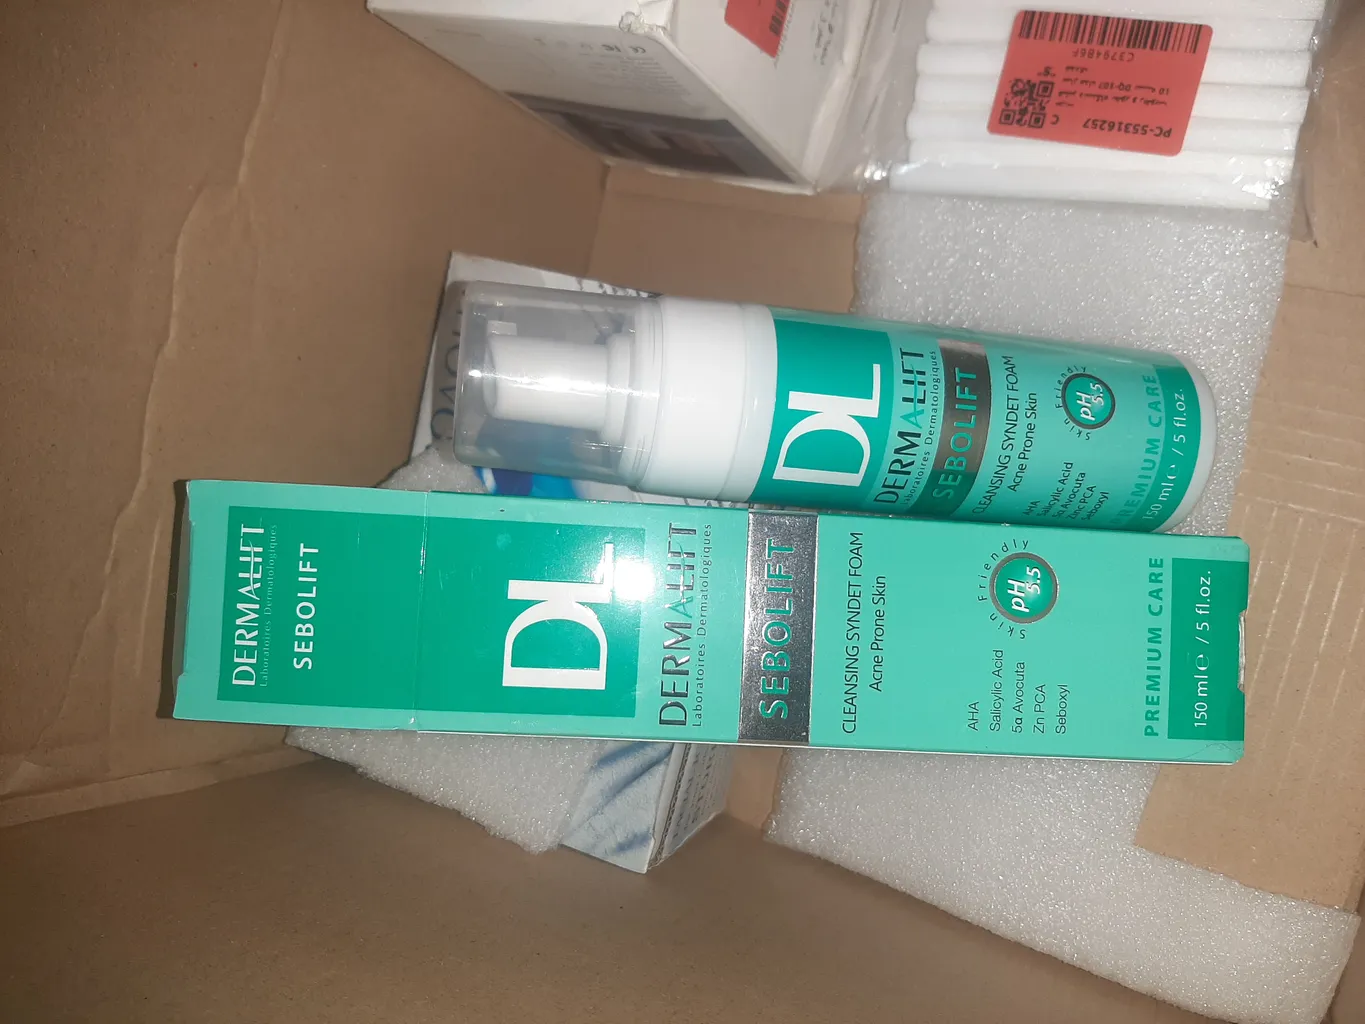 DERMALIFT
Laboratoires Dermatologiques
SEBOLIFT
DL
DERMALIFT
Laboratoires Dermatologiques
SEBOLIFT
CLEANSING SYNDET FOAM
Acne Prone Skin
Skin Friendly
pH
5.5
AHA
Salicylic Acid
5α Avocuta
Zn PCA
Seboxyl
PREMIUM CARE
150 ml e / 5 fl.oz.
DL
DERMALIFT
Laboratoires Dermatologiques
SEBOLIFT
CLEANSING SYNDET FOAM
Acne Prone Skin
Skin Friendly
pH
5.5
AHA
Salicylic Acid
5α Avocuta
Zinc PCA
Seboxyl
PREMIUM CARE
150 ml e / 5 fl.oz.
PC-55316257
C
C379486F